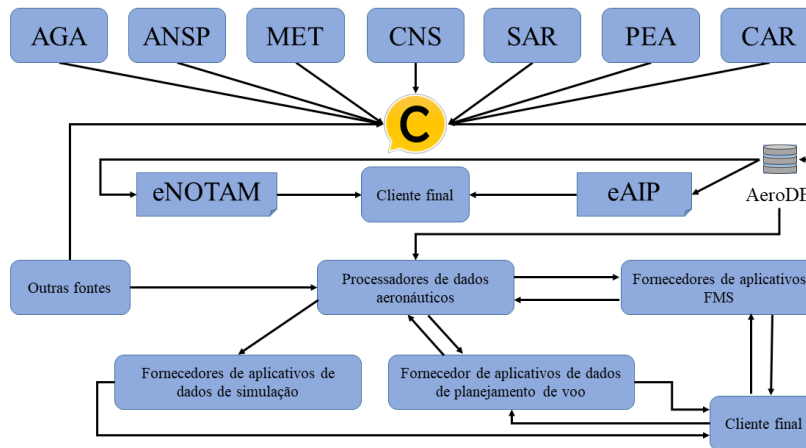 AGA
ANSP
MET
CNS
SAR
PEA
CAR
C
eNOTAM
Cliente final
eAIP
AeroDB
Outras fontes
Processadores de dados
aeronáuticos
Fornecedores de aplicativos
FMS
Fornecedores de aplicativos de
dados de simulação
Fornecedor de aplicativos de dados
de planejamento de voo
Cliente final